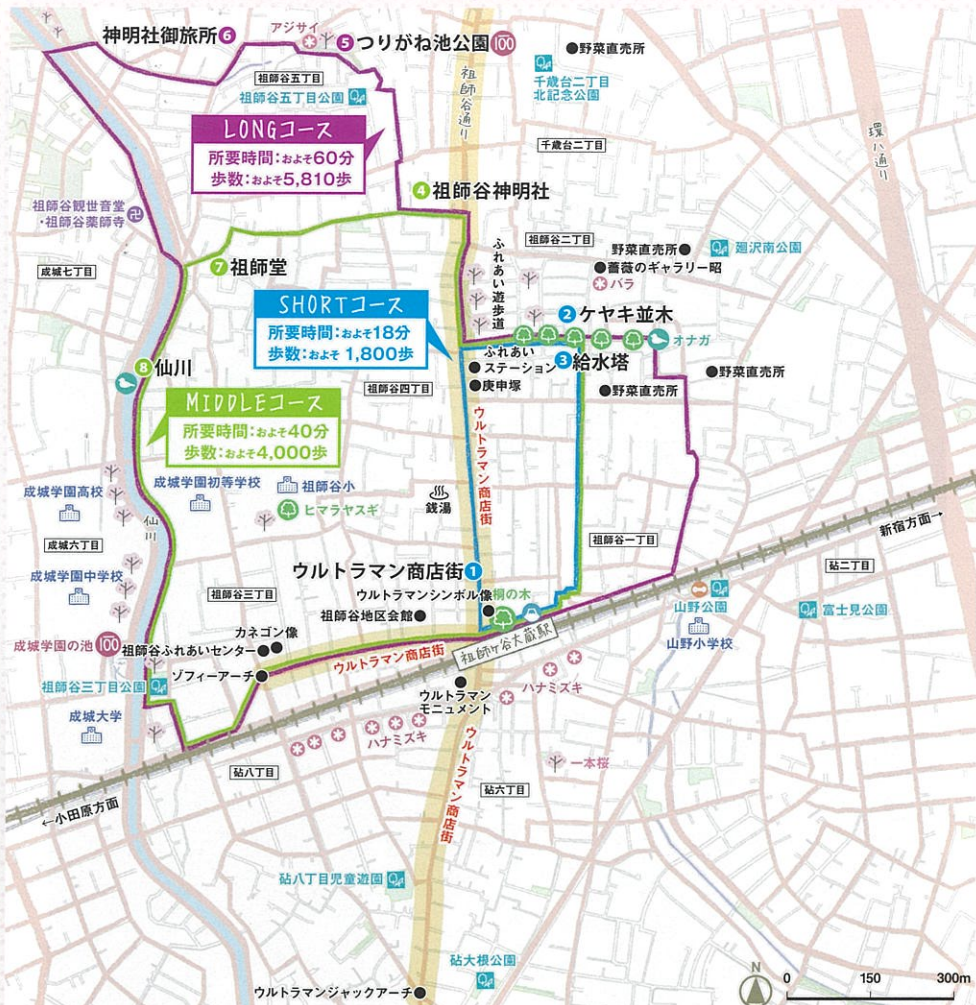 神明社御旅所❻
アジサイ
❺つりがね池公園
100
野菜直売所
祖師谷五丁目
祖師谷五丁目公園
祖師谷通り
千歳台二丁目
北記念公園
環八通り
LONGコース
所要時間:およそ60分
歩数:およそ5,810歩
千歳台二丁目
❹祖師谷神明社
祖師谷観世音堂
・祖師谷薬師寺
成城七丁目
❼祖師堂
祖師谷二丁目
ふれあい遊歩道
野菜直売所
廻沢南公園
薔薇のギャラリー昭
バラ
SHORTコース
所要時間:およそ18分
歩数:およそ 1,800歩
❷ケヤキ並木
オナガ
ふれあい
ステーション
❸給水塔
庚申塚
野菜直売所
野菜直売所
❽仙川
祖師谷四丁目
MIDDLEコース
所要時間:およそ40分
歩数:およそ4,000歩
ウルトラマン商店街
成城学園高校
成城学園初等学校
祖師谷小
ヒマラヤスギ
銭湯
仙川
成城六丁目
新宿方面→
祖師谷一丁目
成城学園中学校
ウルトラマン商店街❶
砧二丁目
祖師谷三丁目
ウルトラマンシンボル像
桐の木
山野公園
富士見公園
祖師谷地区会館
山野小学校
カネゴン像
成城学園の池
100
祖師谷ふれあいセンター
ウルトラマン商店街
祖師ヶ谷大蔵駅
ゾフィーアーチ
祖師谷三丁目公園
ウルトラマン
モニュメント
ハナミズキ
成城大学
ハナミズキ
ウルトラマン商店街
一本桜
砧八丁目
砧六丁目
←小田原方面
砧八丁目児童遊園
砧大根公園
ウルトラマンジャックアーチ
N
0 150 300m